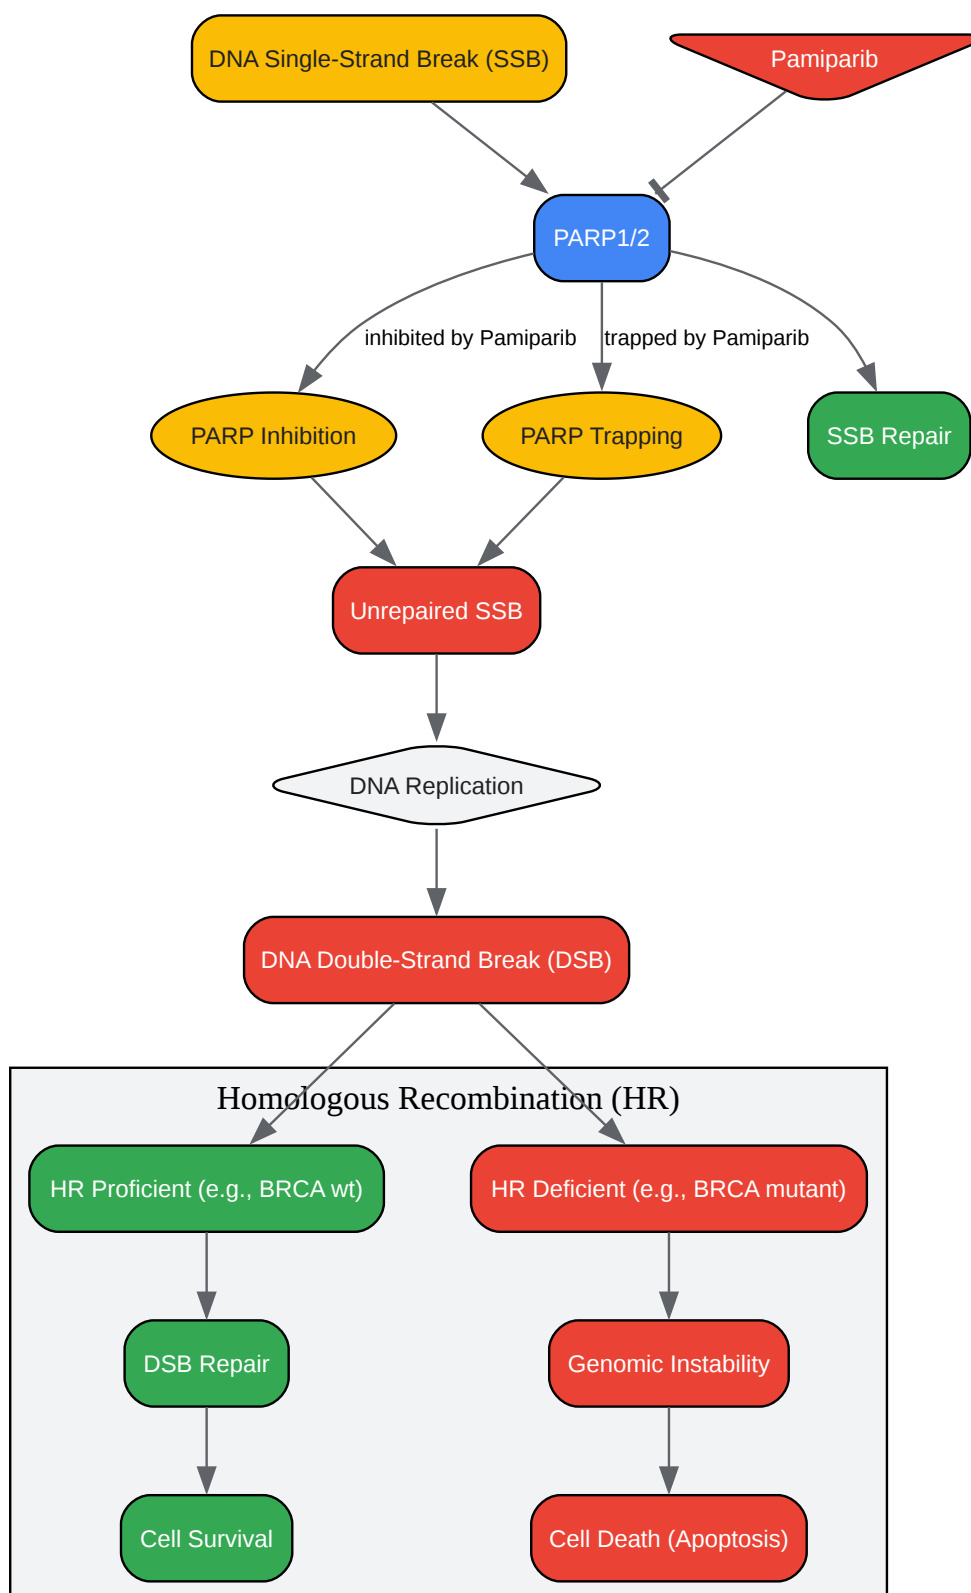 DNA Single-Strand Break (SSB)
Pamiparib
PARP1/2
inhibited by Pamiparib
trapped by Pamiparib
PARP Inhibition
PARP Trapping
SSB Repair
Unrepaired SSB
DNA Replication
DNA Double-Strand Break (DSB)
Homologous Recombination (HR)
HR Proficient (e.g., BRCA wt)
HR Deficient (e.g., BRCA mutant)
DSB Repair
Genomic Instability
Cell Survival
Cell Death (Apoptosis)